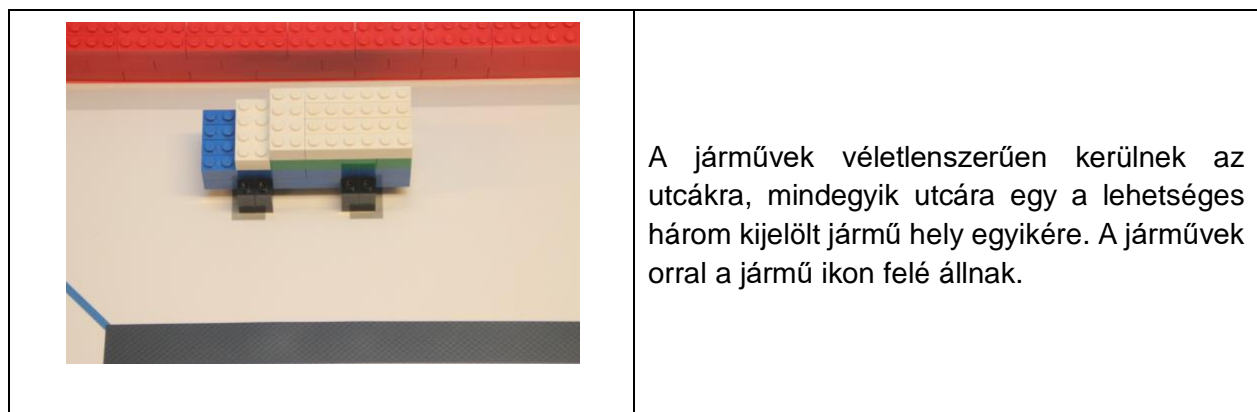 A járművek véletlenszerűen kerülnek az
utcákra, mindegyik utcára egy a lehetséges
három kijelölt jármű hely egyikére. A járművek
orral a jármű ikon felé állnak.